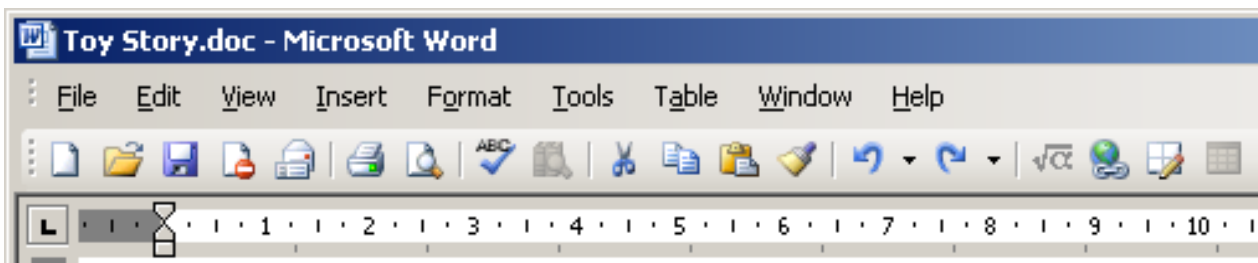 Toy Story.doc - Microsoft Word
File Edit View Insert Format Tools Table Window Help
ABC √α
L 1 2 3 4 5 6 7 8 9 10